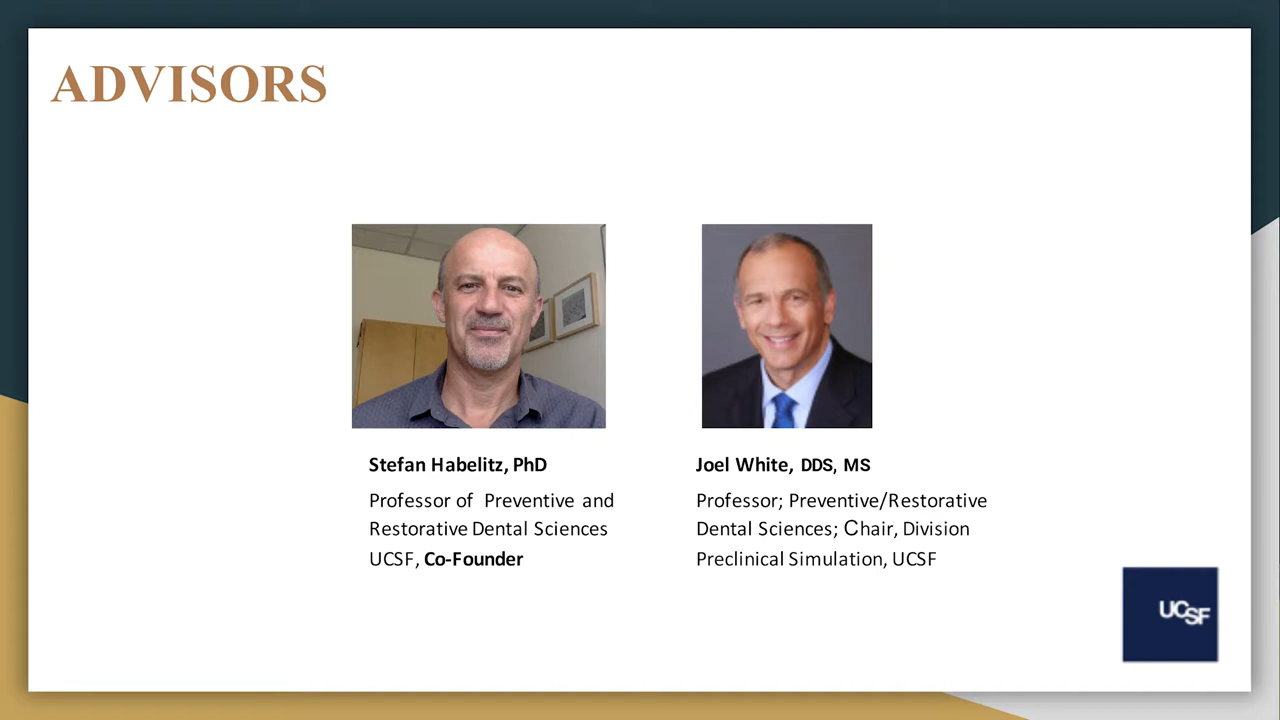 ADVISORS
Stefan Habelitz, PhD
Professor of Preventive and
Restorative Dental Sciences
UCSF, Co-Founder
Joel White, DDS, MS
Professor; Preventive/Restorative
Dental Sciences; Chair, Division
Preclinical Simulation, UCSF
UCSF